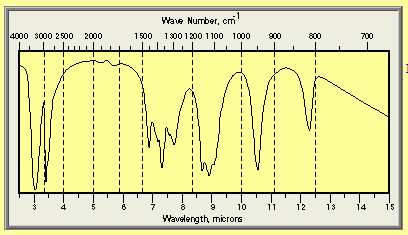 Wave Number, cm-1
4000 3000 2500 2000 1500 1300 1200 1100 1000 900 800 700
3 4 5 6 7 8 9 10 11 12 13 14 15
Wavelength, microns